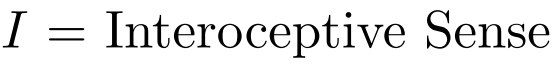 I = Interoceptive Sense